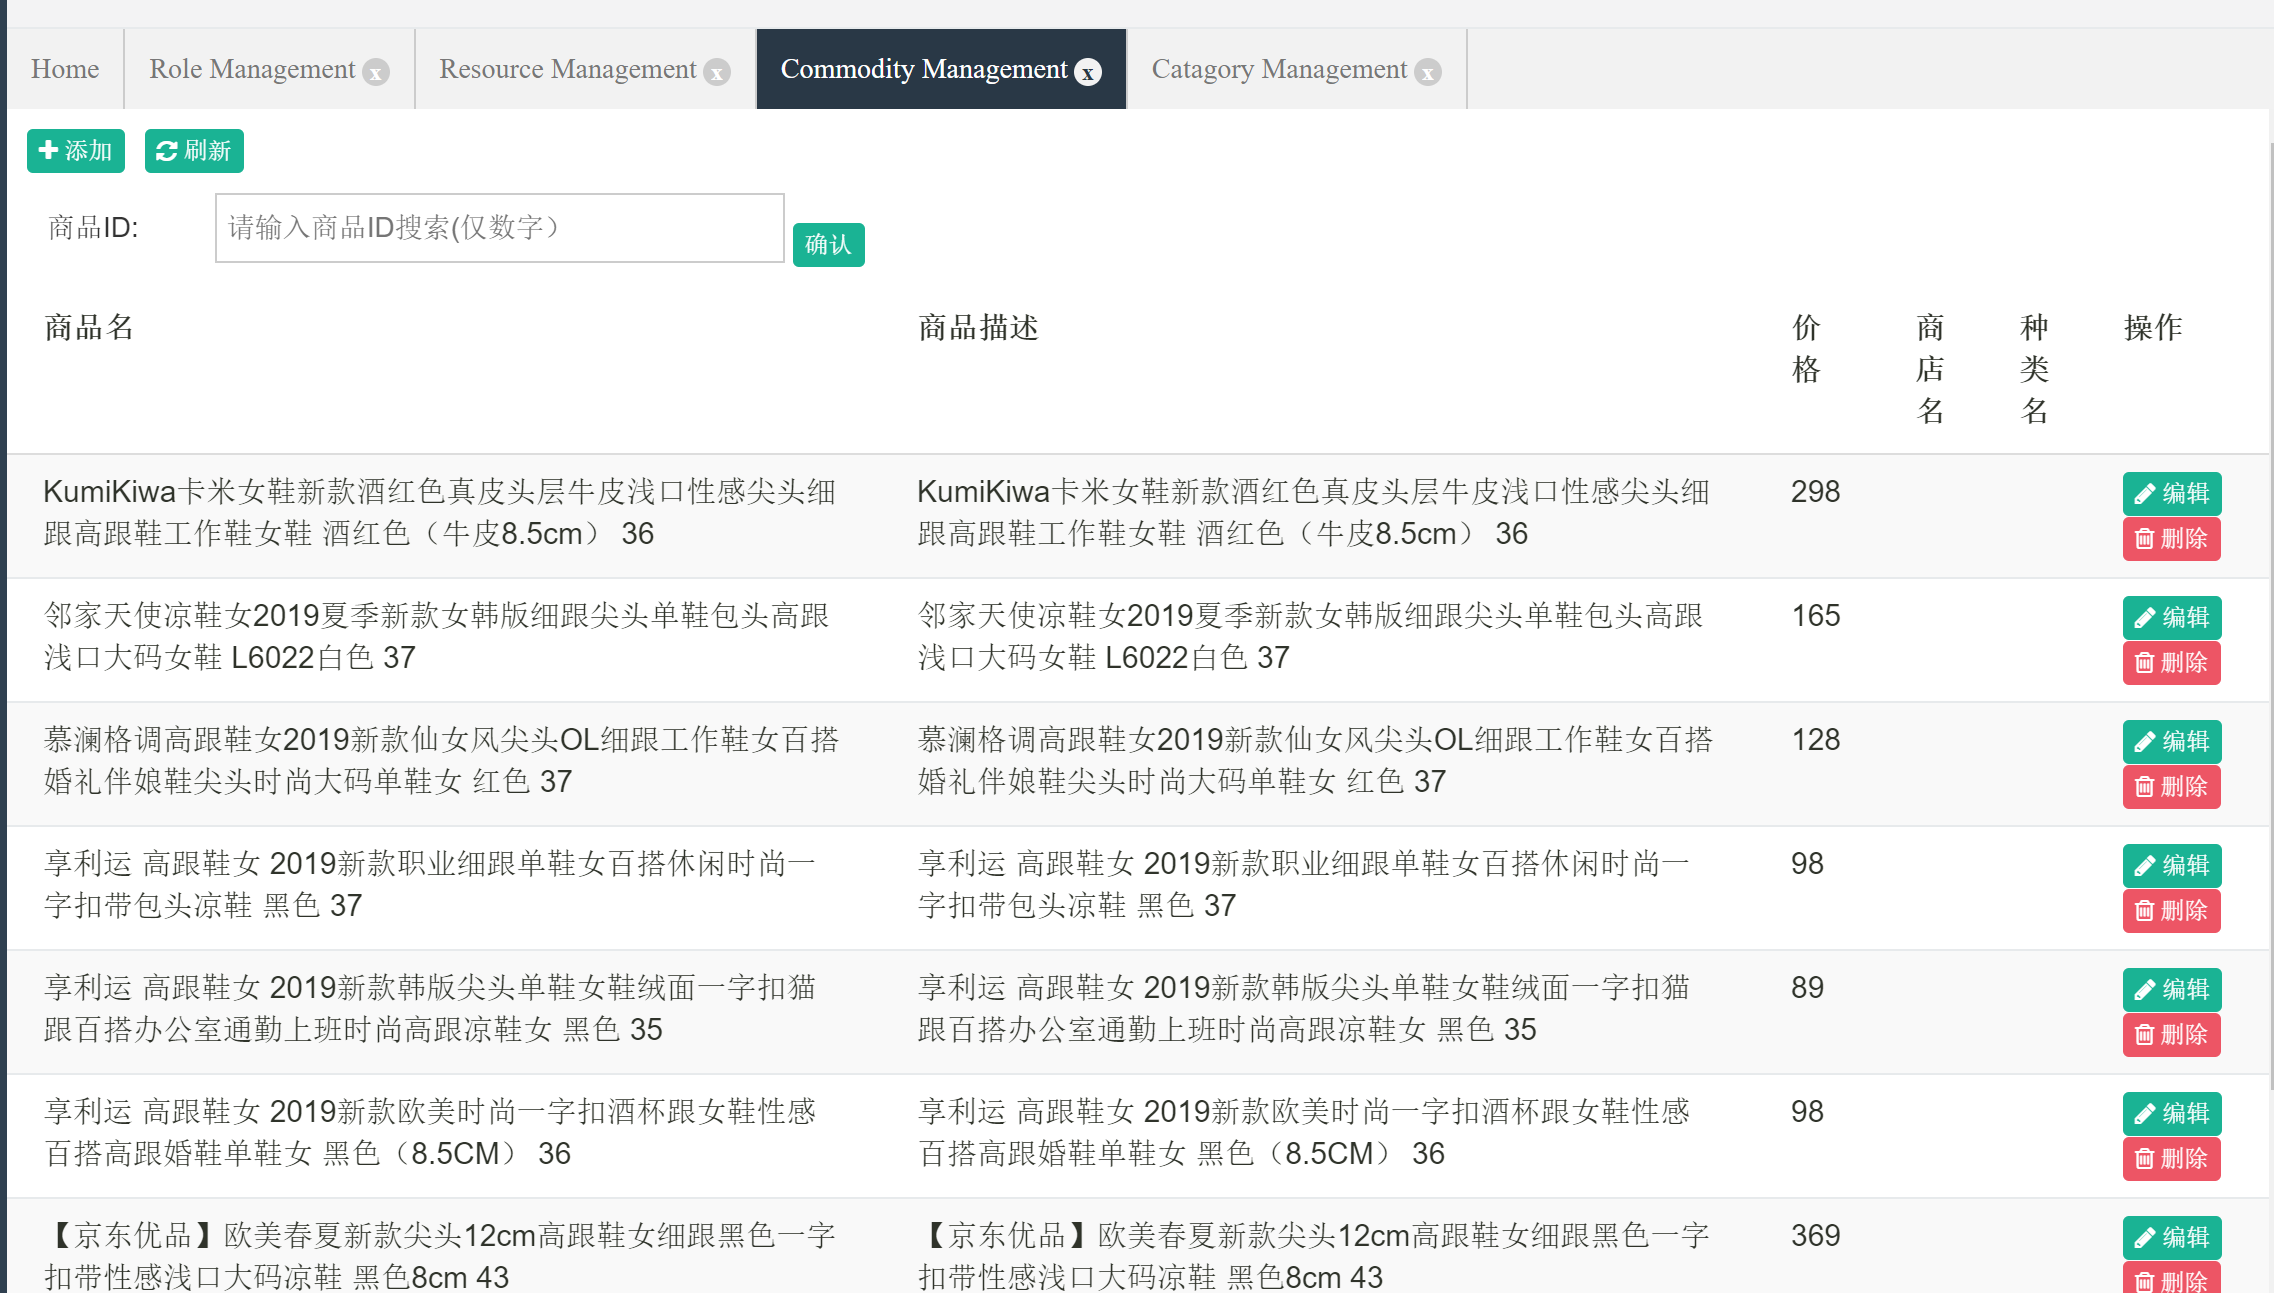 Home Role Management x Resource Management x Commodity Management x Catagory Management x
添加 刷新
商品ID: 请输入商品ID搜索(仅数字） 确认
商品名 商品描述 价格 商店名 种类名 操作
KumiKiwa卡米女鞋新款酒红色真皮头层牛皮浅口性感尖头细
跟高跟鞋工作鞋女鞋 酒红色（牛皮8.5cm） 36
KumiKiwa卡米女鞋新款酒红色真皮头层牛皮浅口性感尖头细
跟高跟鞋工作鞋女鞋 酒红色（牛皮8.5cm） 36
298
编辑
删除
邻家天使凉鞋女2019夏季新款女韩版细跟尖头单鞋包头高跟
浅口大码女鞋 L6022白色 37
邻家天使凉鞋女2019夏季新款女韩版细跟尖头单鞋包头高跟
浅口大码女鞋 L6022白色 37
165
编辑
删除
慕澜格调高跟鞋女2019新款仙女风尖头OL细跟工作鞋女百搭
婚礼伴娘鞋尖头时尚大码单鞋女 红色 37
慕澜格调高跟鞋女2019新款仙女风尖头OL细跟工作鞋女百搭
婚礼伴娘鞋尖头时尚大码单鞋女 红色 37
128
编辑
删除
享利运 高跟鞋女 2019新款职业细跟单鞋女百搭休闲时尚一
字扣带包头凉鞋 黑色 37
享利运 高跟鞋女 2019新款职业细跟单鞋女百搭休闲时尚一
字扣带包头凉鞋 黑色 37
98
编辑
删除
享利运 高跟鞋女 2019新款韩版尖头单鞋女鞋绒面一字扣猫
跟百搭办公室通勤上班时尚高跟凉鞋女 黑色 35
享利运 高跟鞋女 2019新款韩版尖头单鞋女鞋绒面一字扣猫
跟百搭办公室通勤上班时尚高跟凉鞋女 黑色 35
89
编辑
删除
享利运 高跟鞋女 2019新款欧美时尚一字扣酒杯跟女鞋性感
百搭高跟婚鞋单鞋女 黑色（8.5CM） 36
享利运 高跟鞋女 2019新款欧美时尚一字扣酒杯跟女鞋性感
百搭高跟婚鞋单鞋女 黑色（8.5CM） 36
98
编辑
删除
【京东优品】欧美春夏新款尖头12cm高跟鞋女细跟黑色一字
扣带性感浅口大码凉鞋 黑色8cm 43
【京东优品】欧美春夏新款尖头12cm高跟鞋女细跟黑色一字
扣带性感浅口大码凉鞋 黑色8cm 43
369
编辑
删除